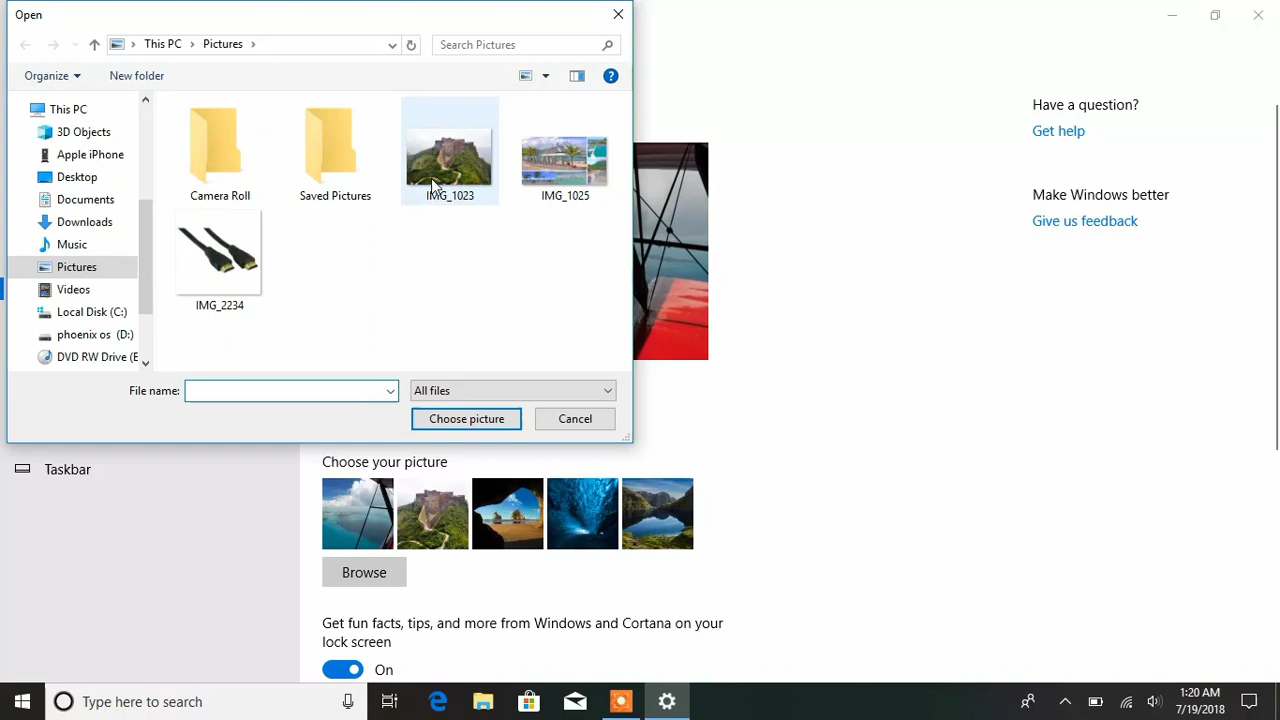 Open
This PC
Pictures
Search Pictures
Organize
New folder
This PC
3D Objects
Apple iPhone
Desktop
Documents
Downloads
Music
Pictures
Videos
Local Disk (C:)
phoenix os (D:)
DVD RW Drive (E
Camera Roll
Saved Pictures
IMG_1023
IMG_1025
IMG_2234
File name:
All files
Choose picture
Cancel
Have a question?
Get help
Make Windows better
Give us feedback
Taskbar
Choose your picture
Browse
Get fun facts, tips, and more from Windows and Cortana on your
lock screen
On
Type here to search
1:20 AM
7/19/2018